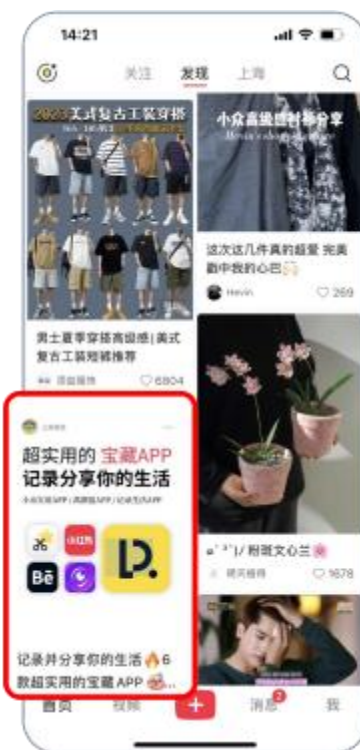 14:21
关注 发现 上海
2023美式复古工装穿搭
男士夏季穿搭高级感|美式
复古工装短裤推荐
6804
小众高级感衬衫分享
这次这几件真的超爱 完美
戳中我的心巴
Hevin
269
超实用的 宝藏APP
记录分享你的生活
小红书
Bē
D.
记录并分享你的生活🔥6
款超实用的宝藏 APP
粉斑文心兰🌸
1678
首页 视频 + 消息 2 我